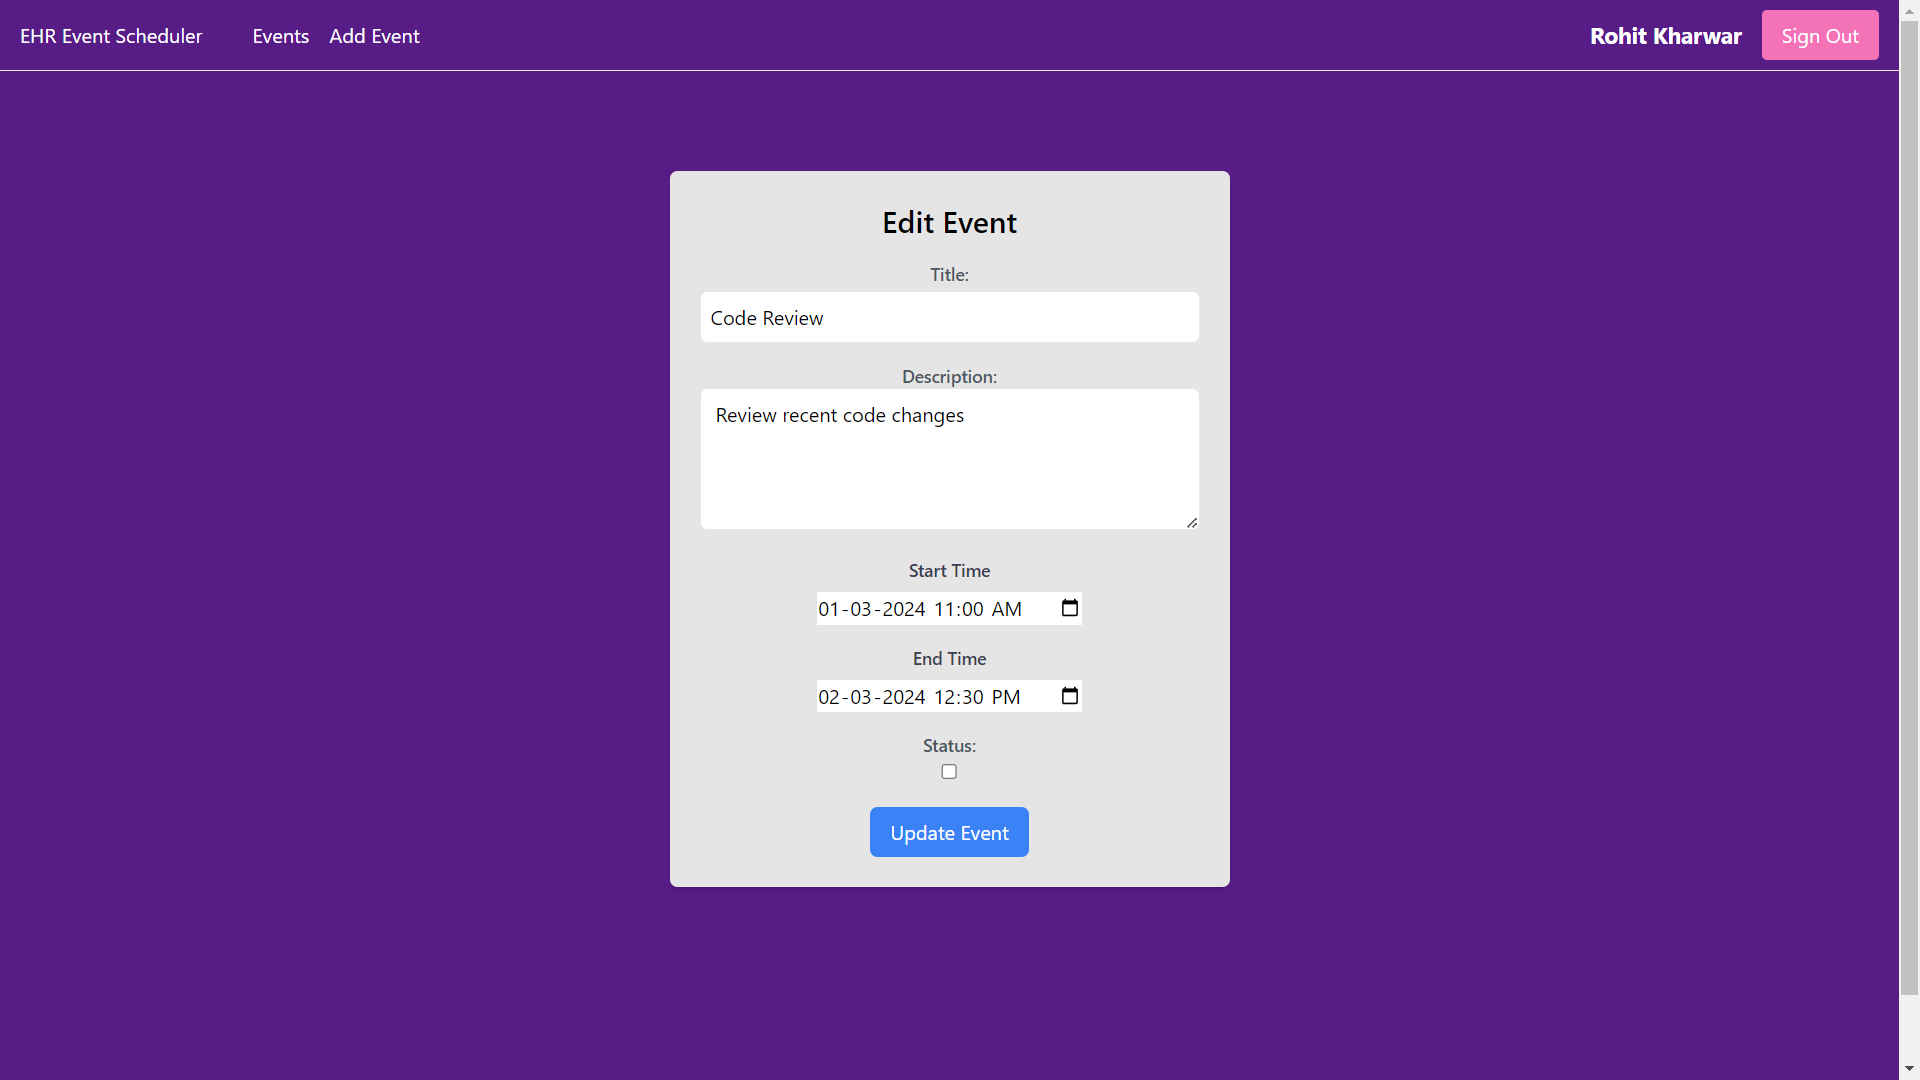 EHR Event Scheduler Events Add Event Rohit Kharwar Sign Out
Edit Event
Title:
Code Review
Description:
Review recent code changes
Start Time
01-03-2024 11:00 AM
End Time
02-03-2024 12:30 PM
Status:
Update Event